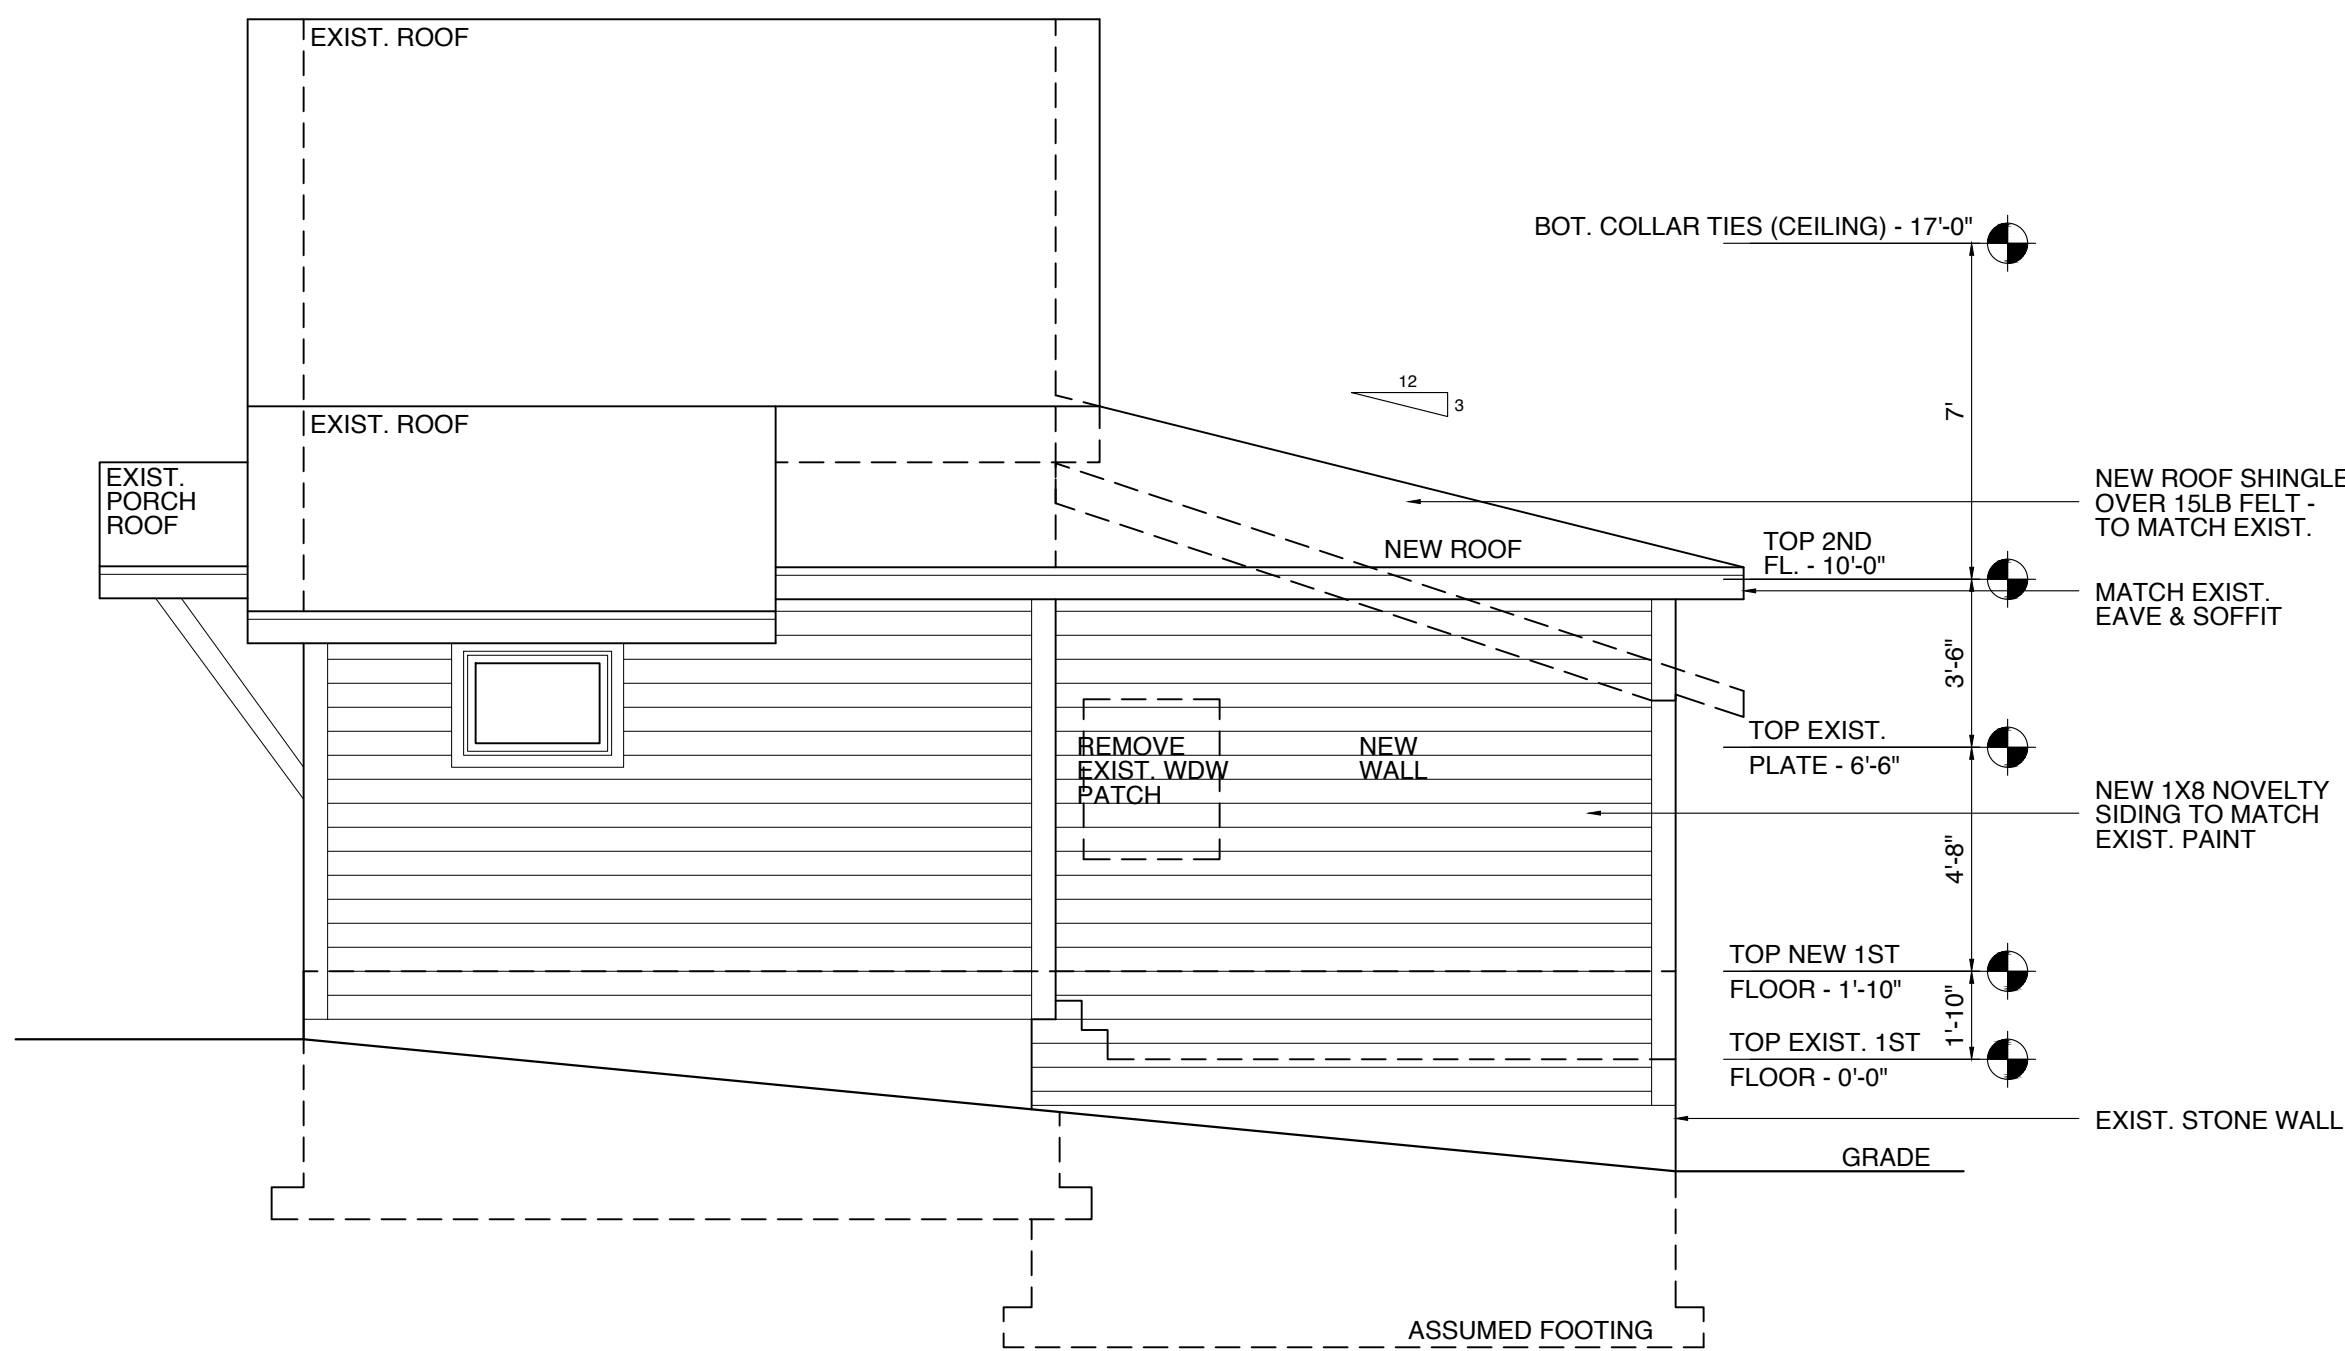 EXIST. ROOF
BOT. COLLAR TIES (CEILING) - 17'-0"
12
3
7'
EXIST. ROOF
EXIST.
PORCH
ROOF
NEW ROOF SHINGLE
OVER 15LB FELT -
TO MATCH EXIST.
NEW ROOF
TOP 2ND
FL. - 10'-0"
MATCH EXIST.
EAVE & SOFFIT
3'-6"
TOP EXIST.
PLATE - 6'-6"
REMOVE
EXIST. WDW
PATCH
NEW
WALL
NEW 1X8 NOVELTY
SIDING TO MATCH
EXIST. PAINT
4'-8"
TOP NEW 1ST
FLOOR - 1'-10"
1'-10"
TOP EXIST. 1ST
FLOOR - 0'-0"
EXIST. STONE WALL
GRADE
ASSUMED FOOTING